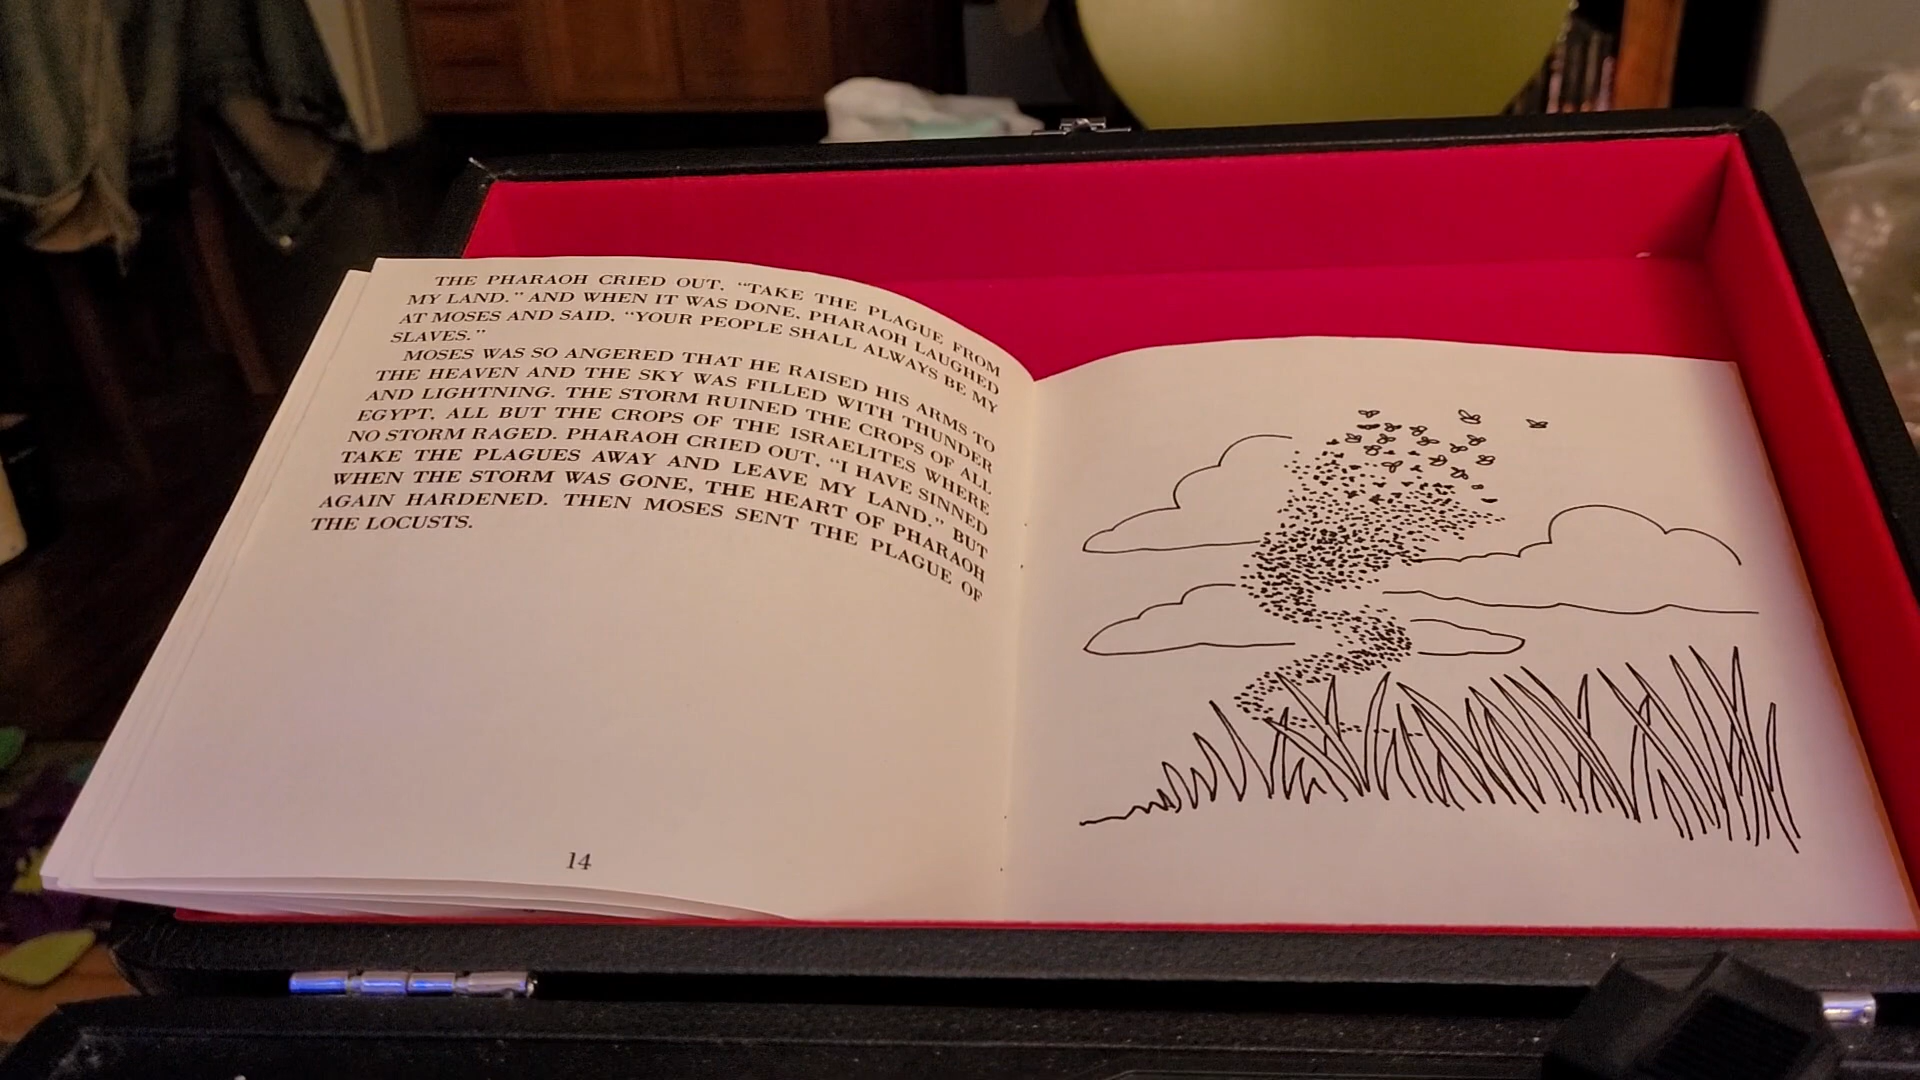 THE PHARAOH CRIED OUT. "TAKE THE PLAGUE FROM
MY LAND." AND WHEN IT WAS DONE, PHARAOH LAUGHED
AT MOSES AND SAID, "YOUR PEOPLE SHALL ALWAYS BE MY
SLAVES."
MOSES WAS SO ANGERED THAT HE RAISED HIS ARMS TO
THE HEAVEN AND THE SKY WAS FILLED WITH THUNDER
AND LIGHTNING. THE STORM RUINED THE CROPS OF ALL
EGYPT, ALL BUT THE CROPS OF THE ISRAELITES WHERE
NO STORM RAGED. PHARAOH CRIED OUT, "I HAVE SINNED
TAKE THE PLAGUES AWAY AND LEAVE MY LAND." BUT
WHEN THE STORM WAS GONE, THE HEART OF PHARAOH
AGAIN HARDENED. THEN MOSES SENT THE PLAGUE OF
THE LOCUSTS.
14